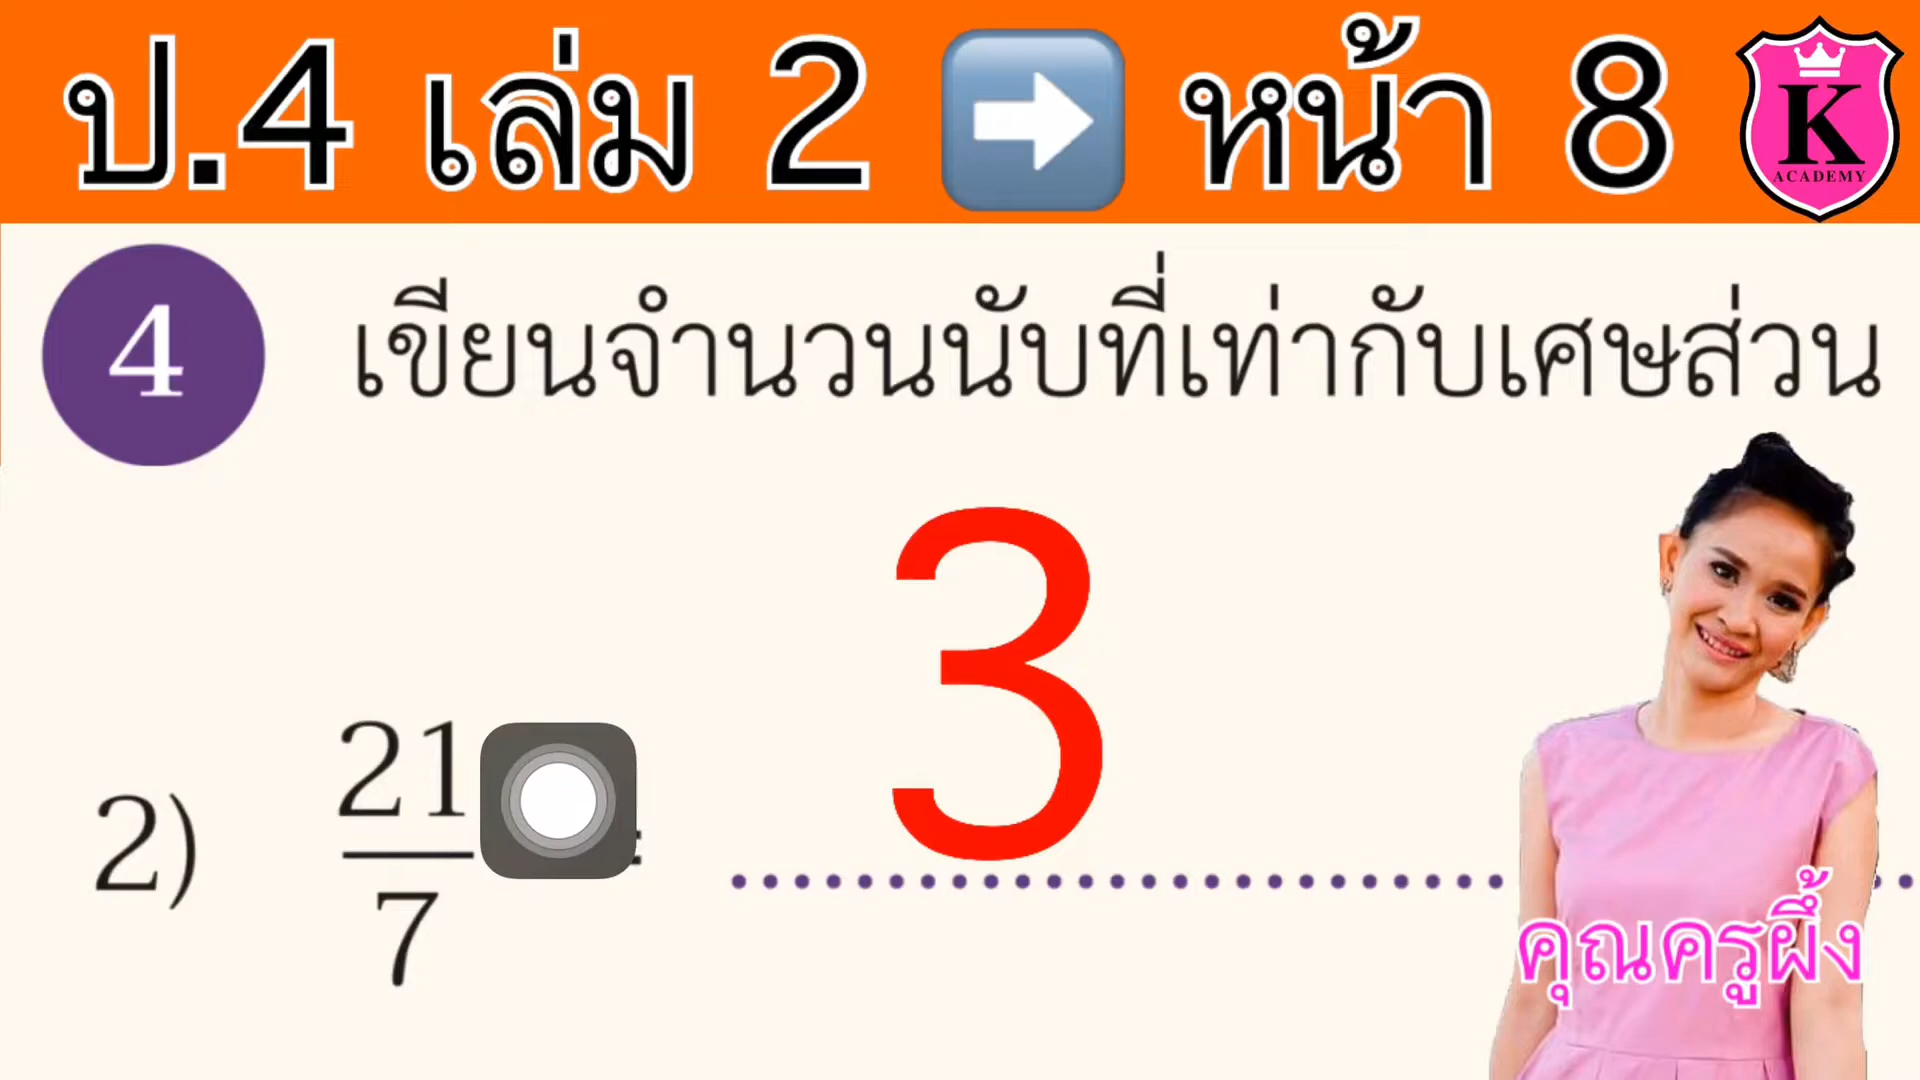 ป.4 เล่ม 2 ➡ หน้า 8
K
ACADEMY
4 เขียนจำนวนนับที่เท่ากับเศษส่วน
3
2) 21/7 =
คุณครูผึ้ง